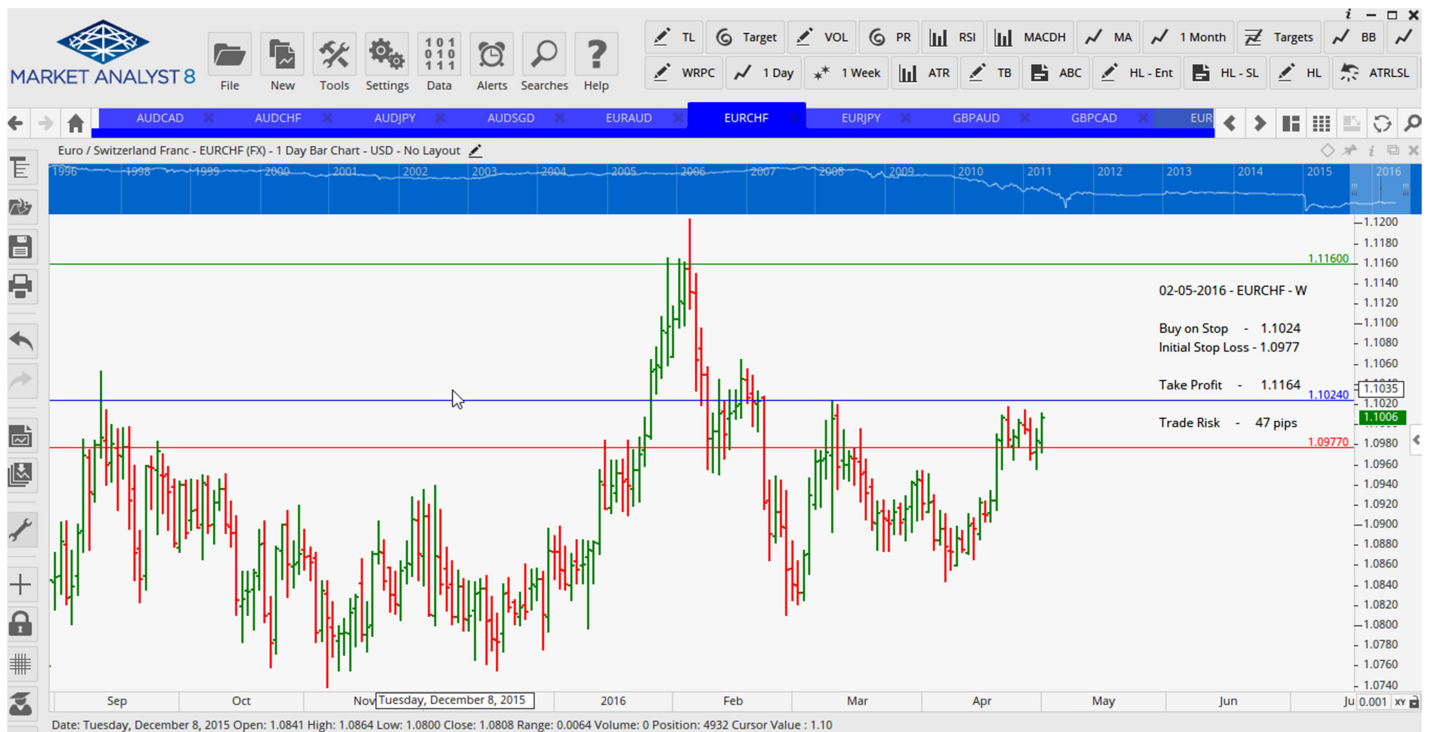 MARKET ANALYST 8
File New Tools Settings Data Alerts Searches Help
TL Target VOL PR RSI MACDH MA 1 Month Targets BB
WRPC 1 Day 1 Week ATR TB ABC HL - Ent HL - SL HL ATRLSL
AUDCAD AUDCHF AUDJPY AUDSGD EURAUD EURCHF EURJPY GBPAUD GBPCAD EUR
Euro / Switzerland Franc - EURCHF (FX) - 1 Day Bar Chart - USD - No Layout
1996 1998 1999 2000 2001 2002 2003 2004 2005 2006 2007 2008 2009 2010 2011 2012 2013 2014 2015 2016
1.1200
1.1180
1.11600
1.1160
1.1140
02-05-2016 - EURCHF - W
1.1120
1.1100
Buy on Stop - 1.1024
1.1080
Initial Stop Loss - 1.0977
1.1060
Take Profit - 1.1164
1.1035
1.10240
1.1020
1.1006
Trade Risk - 47 pips
1.09770
1.0980
1.0960
1.0940
1.0920
1.0900
1.0880
1.0860
1.0840
1.0820
1.0800
1.0780
1.0760
1.0740
Sep Oct Nov Tuesday, December 8, 2015 2016 Feb Mar Apr May Jun Ju 0.001 XY
Date: Tuesday, December 8, 2015 Open: 1.0841 High: 1.0864 Low: 1.0800 Close: 1.0808 Range: 0.0064 Volume: 0 Position: 4932 Cursor Value : 1.10